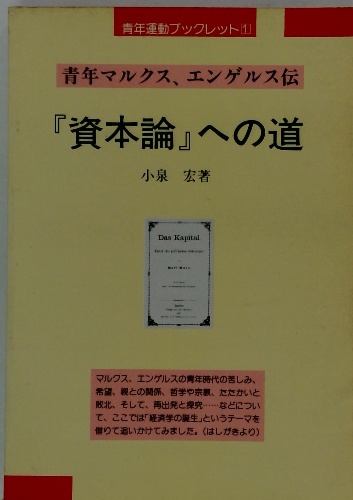 青年運動ブックレット1
青年マルクス、エンゲルス伝
『資本論』への道
小泉 宏著
Das Kapital
Karl Marx
マルクス、エンゲルスの青年時代の苦しみ、
希望、親との関係、哲学や宗教、たたかいと
敗北、そして、再出発と探究……などについ
て、ここでは「経済学の誕生」というテーマを
借りて追いかけてみました。(はしがきより)